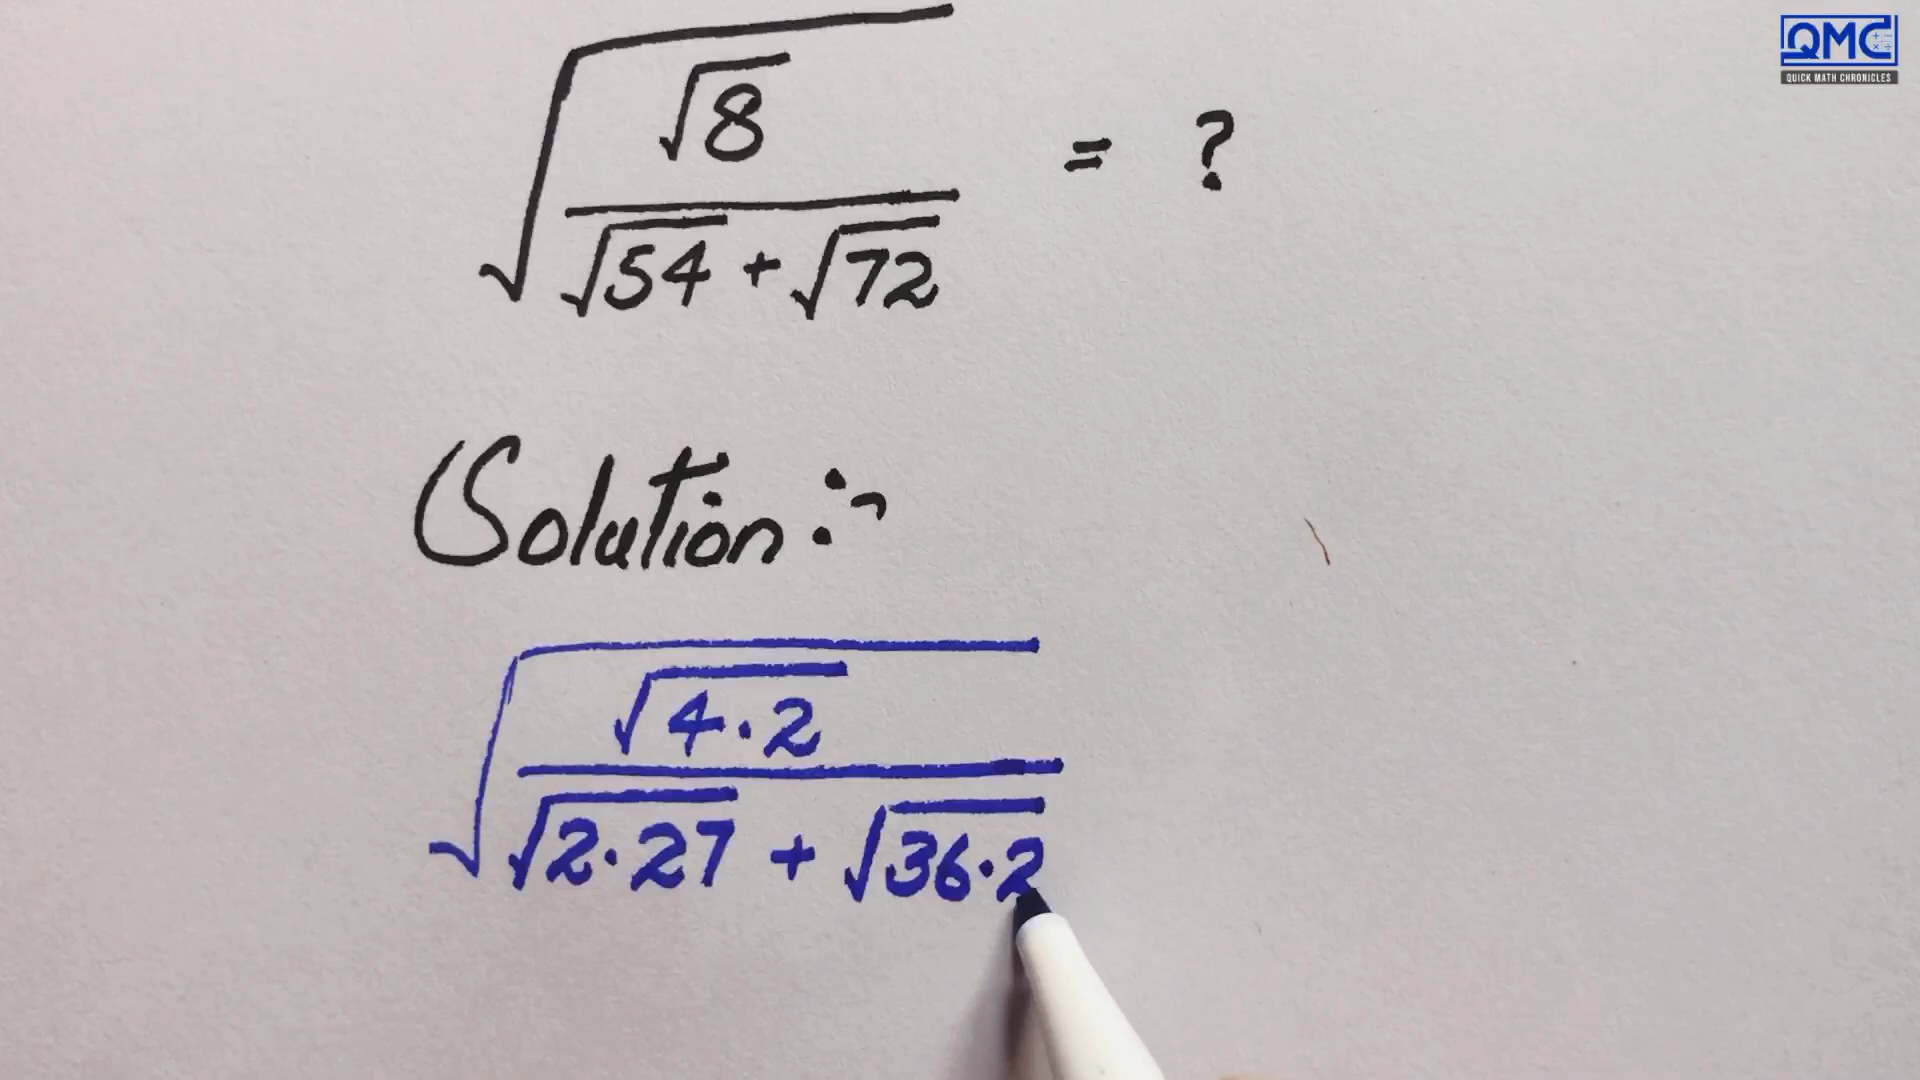 QMC
QUICK MATH CHRONICLES
√(√8 / (√54 + √72)) = ?
Solution :-
√(√(4·2) / (√(2·27) + √(36·2)))